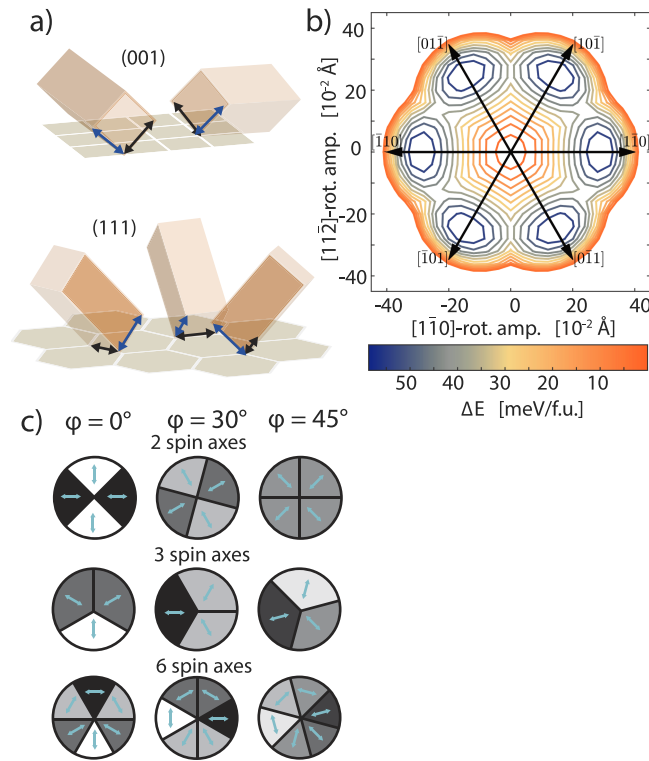 a)
(001)
(111)
b)
[011̄]
[101̄]
[1̄10]
[11̄0]
[1̄01]
[01̄1]
40
20
0
-20
-40
[112̄]-rot. amp. [10⁻² Å]
-40 -20 0 20 40
[11̄0]-rot. amp. [10⁻² Å]
50 40 30 20 10
ΔE [meV/f.u.]
c)
φ = 0° φ = 30° φ = 45°
2 spin axes
3 spin axes
6 spin axes